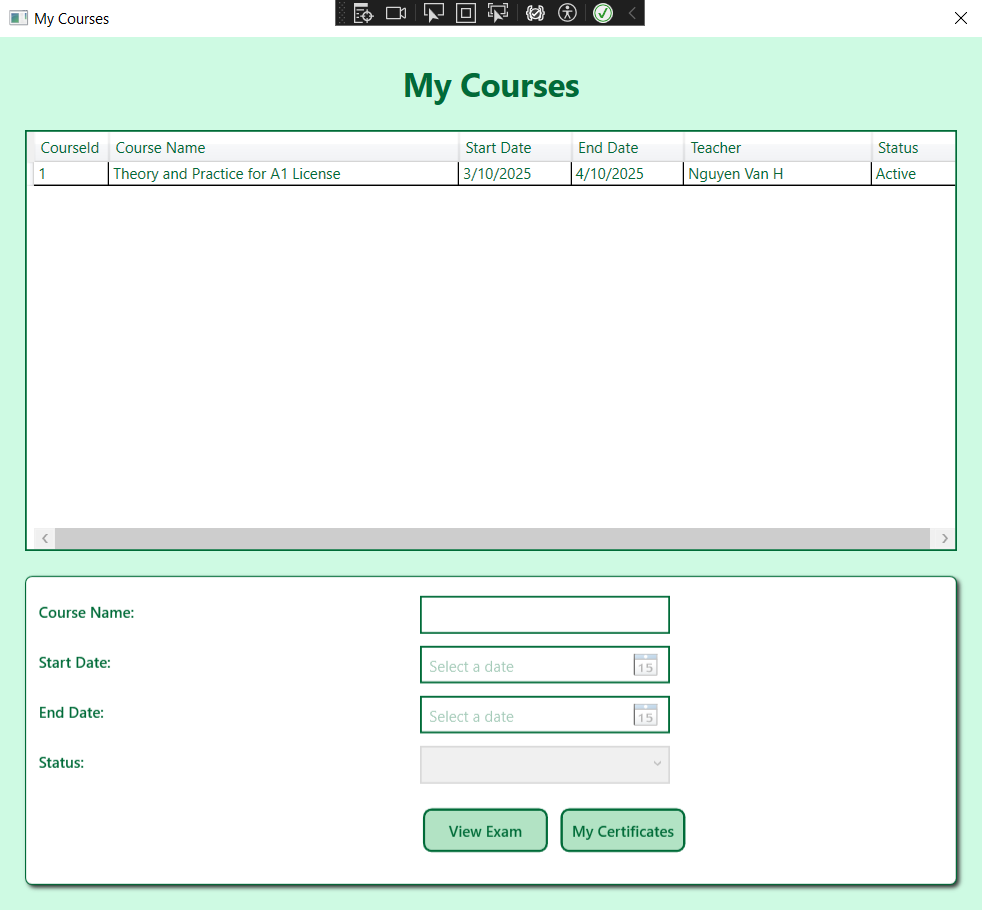 My Courses
My Courses
CourseId Course Name Start Date End Date Teacher Status
1 Theory and Practice for A1 License 3/10/2025 4/10/2025 Nguyen Van H Active
Course Name:
Start Date: Select a date 15
End Date: Select a date 15
Status:
View Exam My Certificates